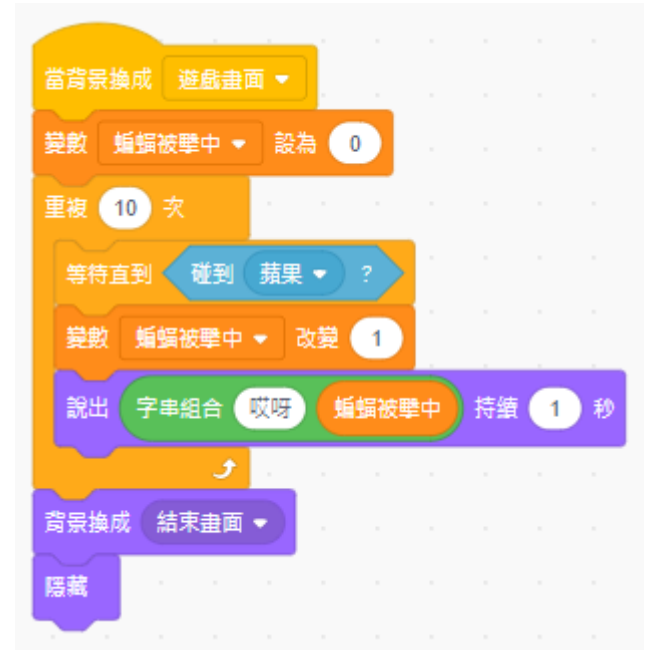 當背景換成 遊戲畫面
變數 蝙蝠被擊中 設為 0
重複 10 次
等待直到 碰到 蘋果 ?
變數 蝙蝠被擊中 改變 1
說出 字串組合 哎呀 蝙蝠被擊中 持續 1 秒
背景換成 結束畫面
隱藏